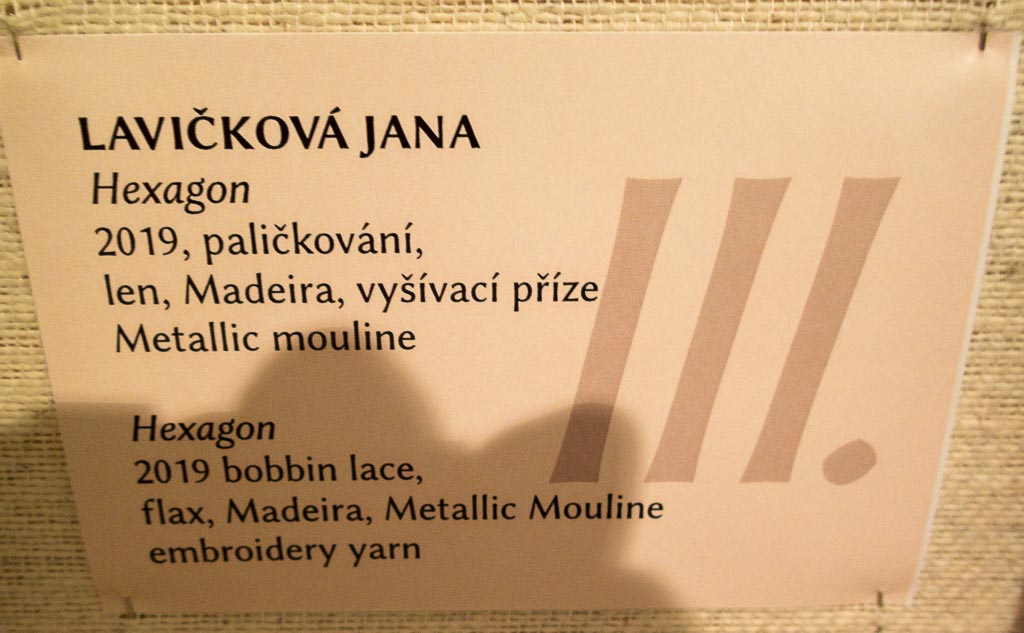 LAVIČKOVÁ JANA
Hexagon
2019, paličkování,
len, Madeira, vyšívací příze
Metallic mouline
III.
Hexagon
2019 bobbin lace,
flax, Madeira, Metallic Mouline
embroidery yarn